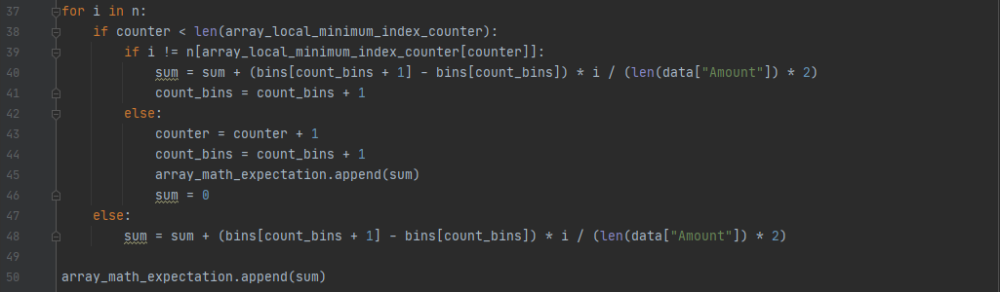 37 for i in n:
38     if counter < len(array_local_minimum_index_counter):
39         if i != n[array_local_minimum_index_counter[counter]]:
40             sum = sum + (bins[count_bins + 1] - bins[count_bins]) * i / (len(data["Amount"]) * 2)
41             count_bins = count_bins + 1
42         else:
43             counter = counter + 1
44             count_bins = count_bins + 1
45             array_math_expectation.append(sum)
46             sum = 0
47     else:
48         sum = sum + (bins[count_bins + 1] - bins[count_bins]) * i / (len(data["Amount"]) * 2)
49
50 array_math_expectation.append(sum)